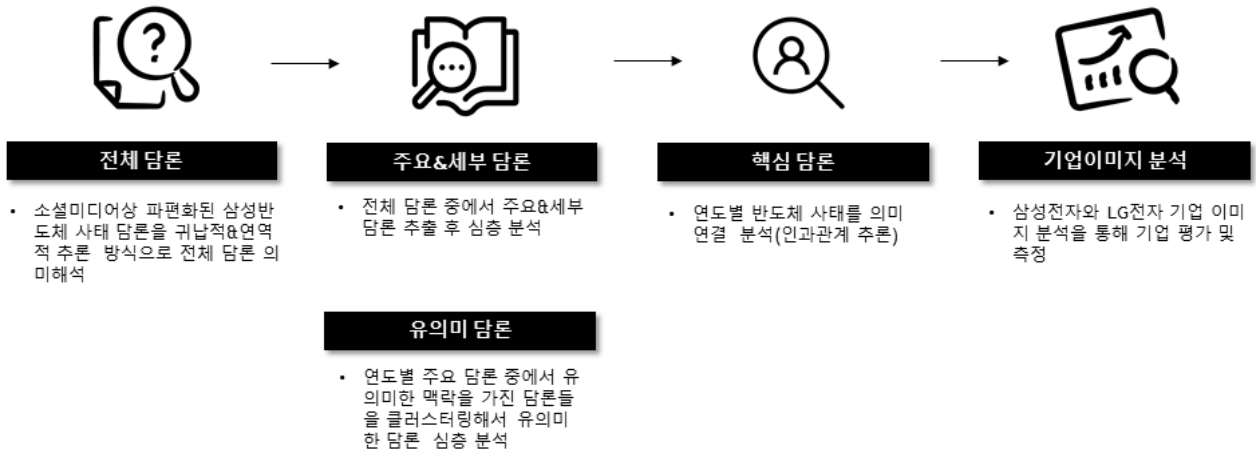 전체 담론
• 소셜미디어상 파편화된 삼성반
도체 사태 담론을 귀납적&연역
적 추론 방식으로 전체 담론 의
미해석
주요&세부 담론
• 전체 담론 중에서 주요&세부
담론 추출 후 심층 분석
유의미 담론
• 연도별 주요 담론 중에서 유
의미한 맥락을 가진 담론들
을 클러스터링해서 유의미
한 담론 심층 분석
핵심 담론
• 연도별 반도체 사태를 의미
연결 분석(인과관계 추론)
기업이미지 분석
• 삼성전자와 LG전자 기업 이미
지 분석을 통해 기업 평가 및
측정